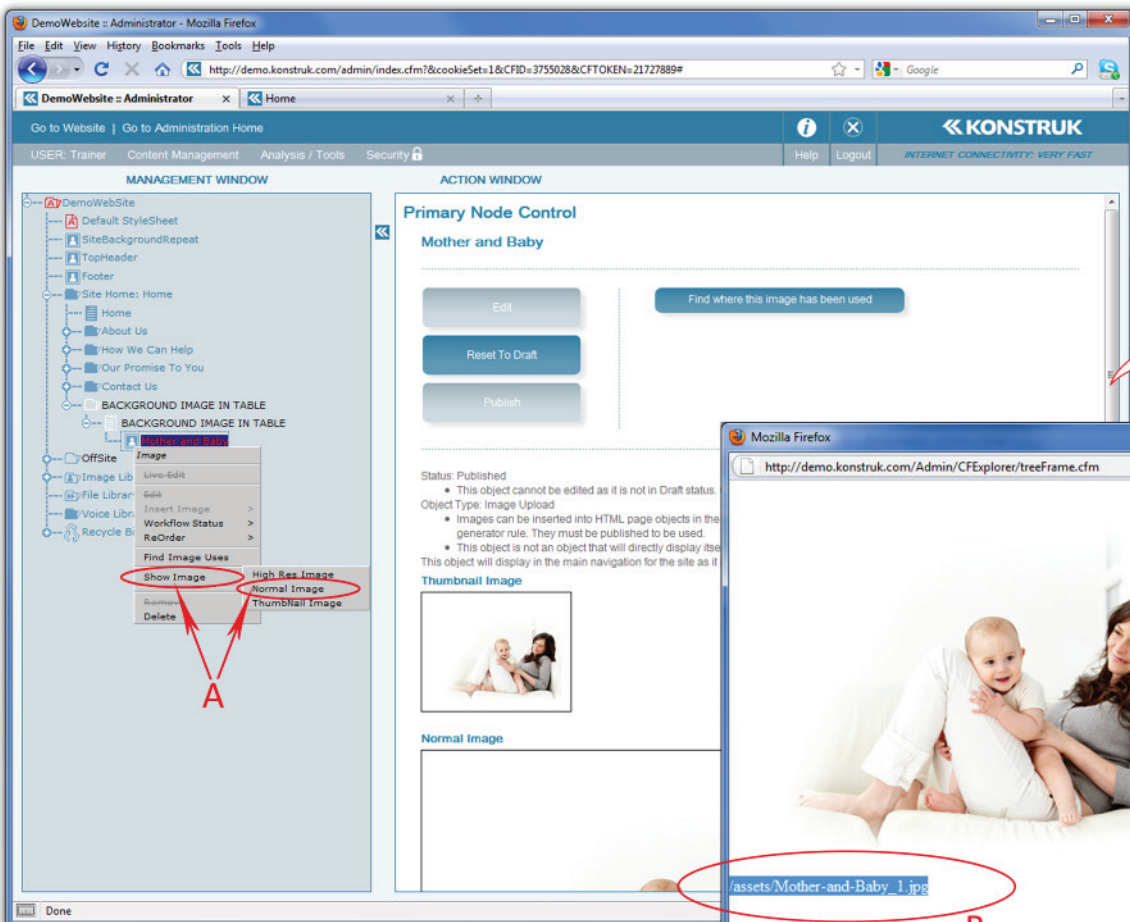 DemoWebsite :: Administrator - Mozilla Firefox
File Edit View History Bookmarks Tools Help
http://demo.konstruk.com/admin/index.cfm?&cookieSet=1&CFID=3755028&CFTOKEN=21727889#
Google
DemoWebsite :: Administrator x
Home x
Go to Website | Go to Administration Home
Help
Logout
KONSTRUK
USER: Trainer Content Management Analysis / Tools Security
INTERNET CONNECTIVITY: VERY FAST
MANAGEMENT WINDOW
DemoWebSite
Default StyleSheet
SiteBackgroundRepeat
TopHeader
Footer
Site Home: Home
Home
About Us
How We Can Help
Our Promise To You
Contact Us
BACKGROUND IMAGE IN TABLE
BACKGROUND IMAGE IN TABLE
Mother and Baby
OffSite
Image Lib
File Librar
Voice Libr
Recycle Bi
Image
Live Edit
Edit
Insert Image >
Workflow Status >
ReOrder >
Find Image Uses
Show Image
Remove
Delete
High Res Image
Normal Image
ThumbNail Image
A
ACTION WINDOW
Primary Node Control
Mother and Baby
Edit
Reset To Draft
Publish
Find where this image has been used
Status: Published
This object cannot be edited as it is not in Draft status.
Object Type: Image Upload
Images can be inserted into HTML page objects in the
generator rule. They must be published to be used.
This object is not an object that will directly display itse
This object will display in the main navigation for the site as it
Thumbnail Image
Normal Image
Mozilla Firefox
http://demo.konstruk.com/Admin/CFExplorer/treeFrame.cfm
/assets/Mother-and-Baby_1.jpg
Done